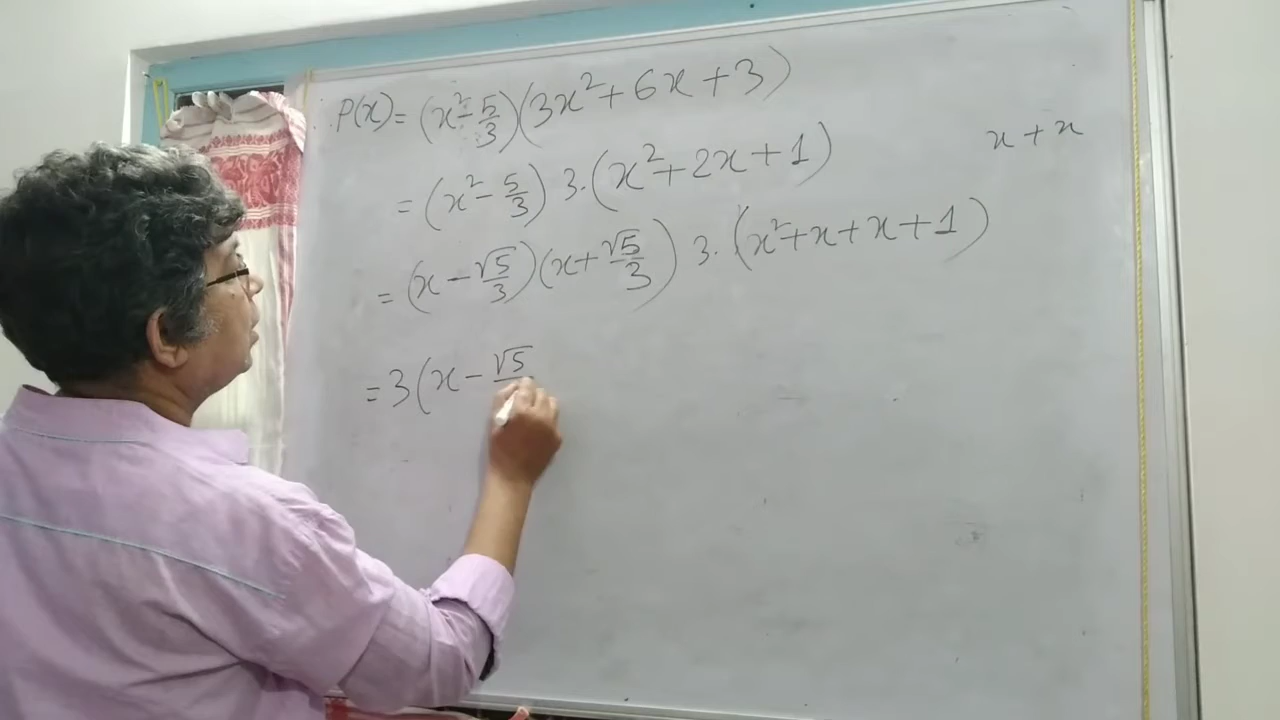 P(x) = (x² - 5/3)(3x² + 6x + 3)
= (x² - 5/3) 3.(x² + 2x + 1)
x + x
= (x - √5/3)(x + √5/3) 3.(x² + x + x + 1)
= 3(x - √5